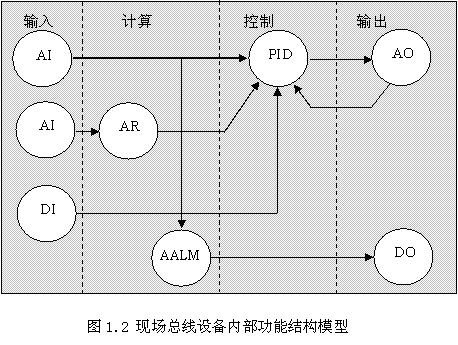 输入 计算 控制 输出
AI PID AO
AI AR
DI
AALM DO
图1.2 现场总线设备内部功能结构模型